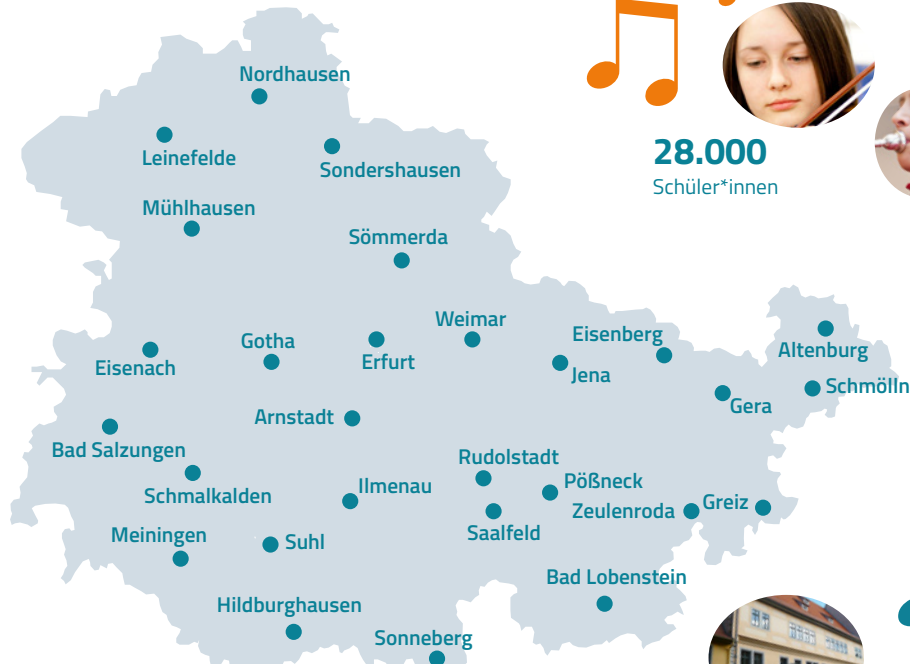 Nordhausen
28.000
Leinefelde
Sondershausen
Schüler*innen
Mühlhausen
Sömmerda
Weimar
Eisenberg
Gotha
Altenburg
Eisenach
Erfurt
Jena
Schmölln
Gera
Arnstadt
Bad Salzungen
Rudolstadt
Pößneck
Ilmenau
Schmalkalden
Zeulenroda
Greiz
Meiningen
Saalfeld
Suhl
Bad Lobenstein
Hildburghausen
Sonneberg